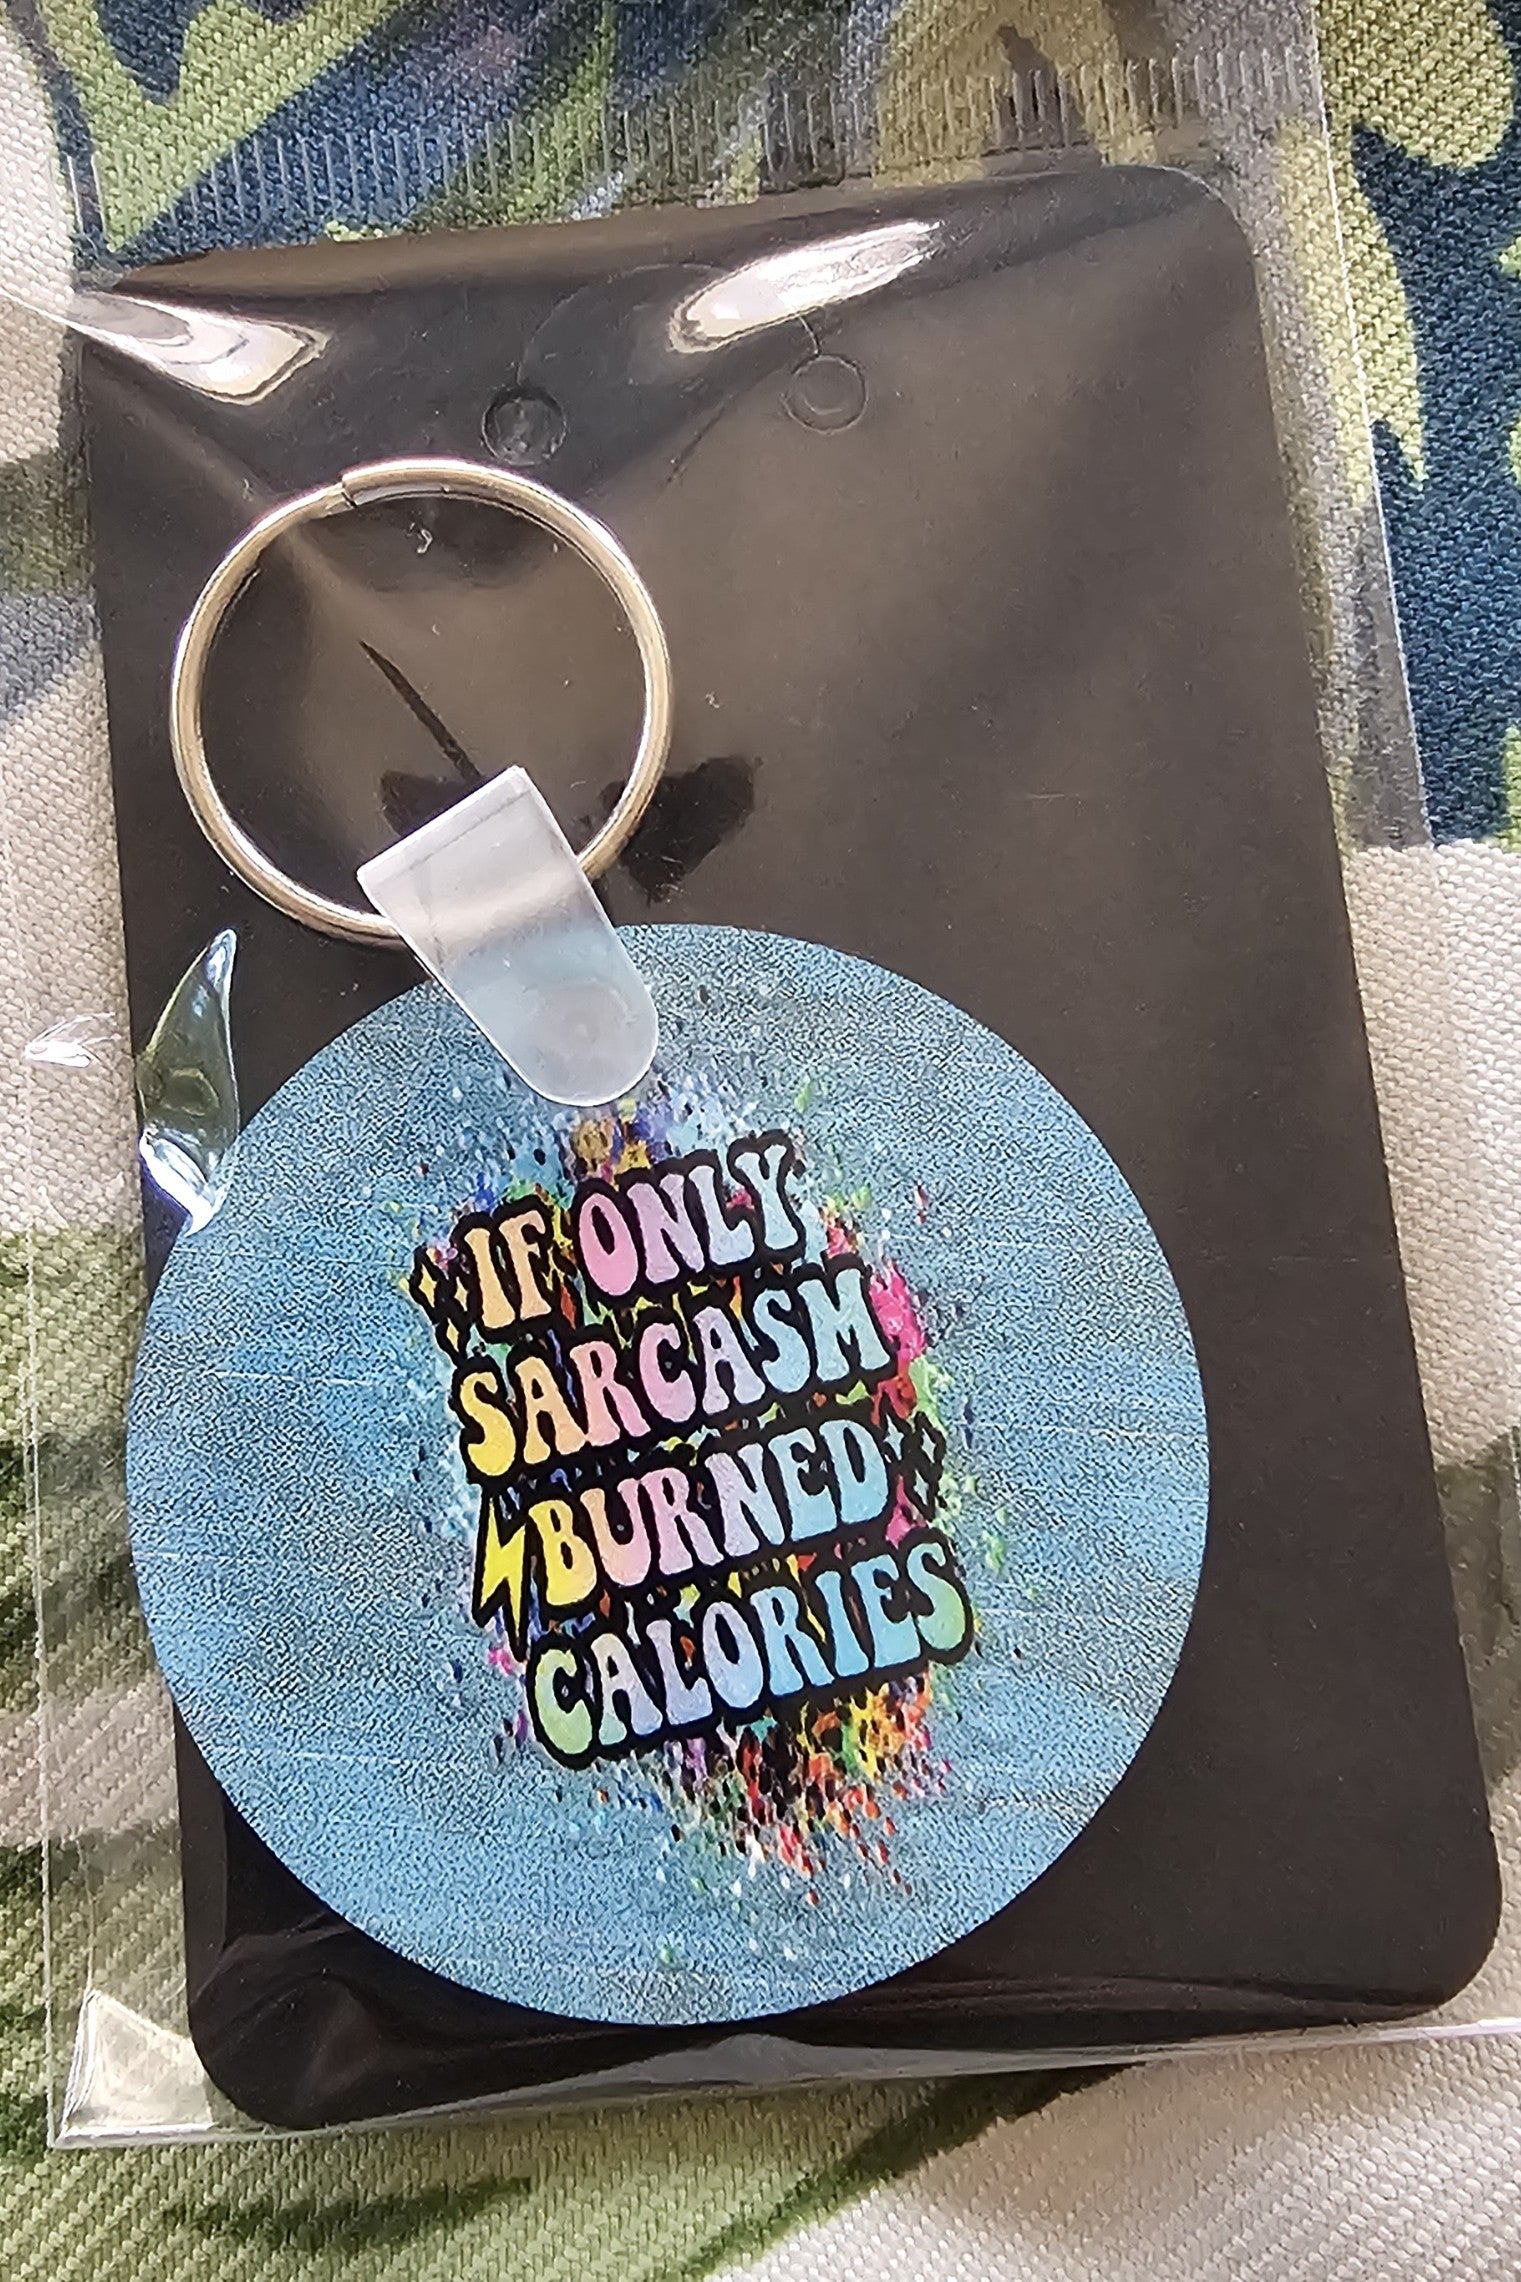 IF ONLY
SARCASM
BURNED
CALORIES